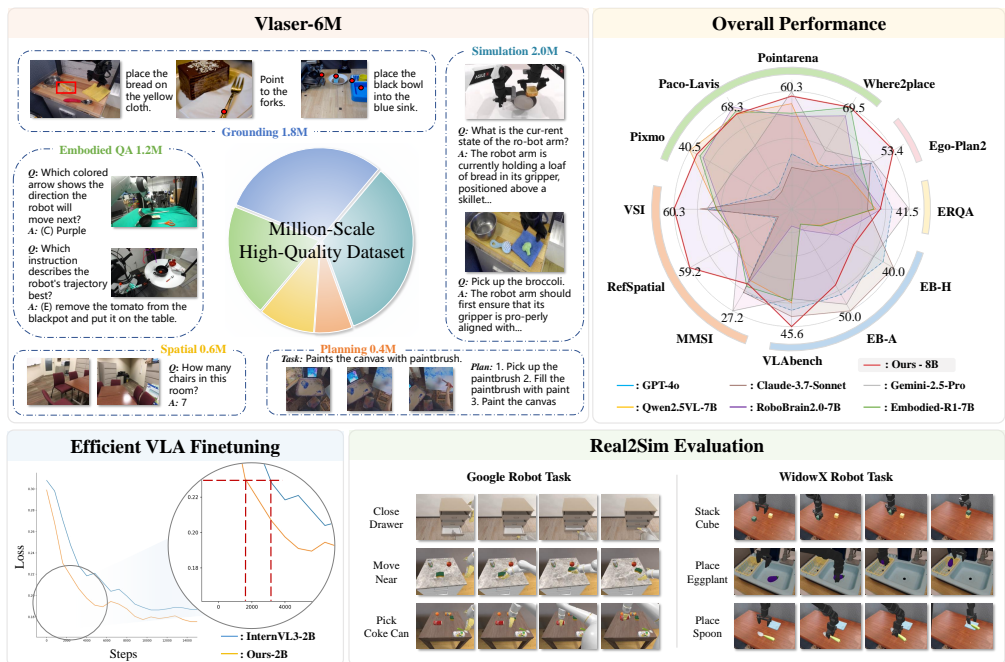 Vlaser-6M
place the
bread on
the yellow
cloth.
Point
to the
forks.
place the
black bowl
into the
blue sink.
Grounding 1.8M
Embodied QA 1.2M
Q: Which colored
arrow shows the
direction the
robot will
move next?
A: (C) Purple
Q: Which
instruction
describes the
robot's trajectory
best?
A: (E) remove the tomato from the
blackpot and put it on the table.
Million-Scale
High-Quality Dataset
Simulation 2.0M
Q: What is the cur-rent
state of the ro-bot arm?
A: The robot arm is
currently holding a loaf
of bread in its gripper,
positioned above a
skillet...
Q: Pick up the broccoli.
A: The robot arm should
first ensure that its
gripper is pro-perly
aligned with...
Spatial 0.6M
Q: How many
chairs in this
room?
A: 7
Planning 0.4M
Task: Paints the canvas with paintbrush.
Plan: 1. Pick up the
paintbrush 2. Fill the
paintbrush with paint
3. Paint the canvas
Overall Performance
Pointarena
60.3
Where2place
69.5
Ego-Plan2
53.4
ERQA
41.5
EB-H
40.0
EB-A
50.0
VLAbench
45.6
MMSI
27.2
RefSpatial
59.2
VSI
60.3
Pixmo
40.5
Paco-Lavis
68.3
: Ours - 8B
: GPT-4o
: Claude-3.7-Sonnet
: Gemini-2.5-Pro
: Qwen2.5VL-7B
: RoboBrain2.0-7B
: Embodied-R1-7B
Efficient VLA Finetuning
Loss
0.22
0.20
0.18
0
2000
4000
Steps
: InternVL3-2B
: Ours-2B
Real2Sim Evaluation
Google Robot Task
Close
Drawer
Move
Near
Pick
Coke Can
WidowX Robot Task
Stack
Cube
Place
Eggplant
Place
Spoon